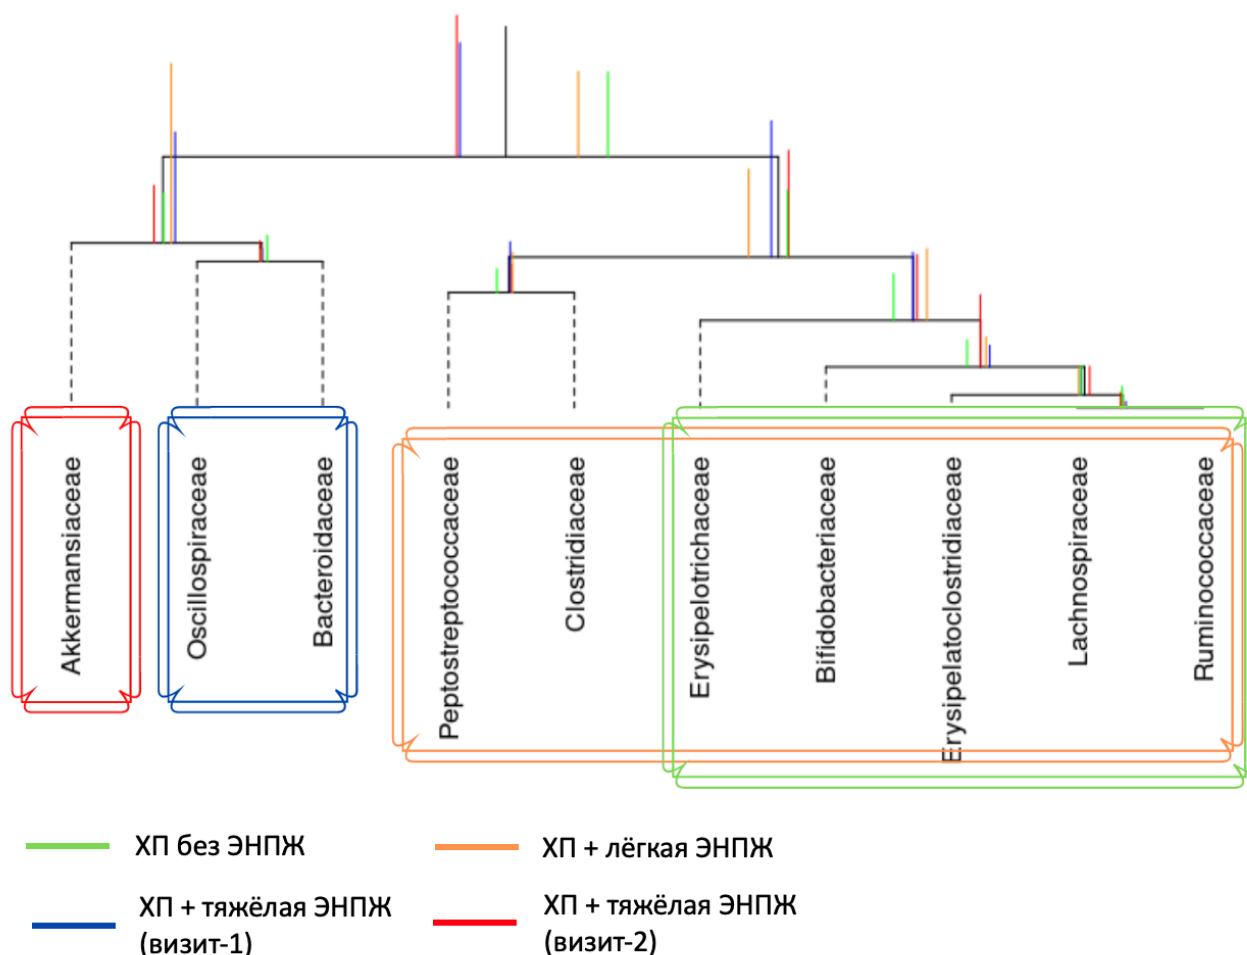 Akkermansiaceae
Oscillospiraceae
Bacteroidaceae
Peptostreptococcaceae
Clostridiaceae
Erysipelotrichaceae
Bifidobacteriaceae
Erysipelatoclostridiaceae
Lachnospiraceae
Ruminococcaceae
ХП без ЭНПЖ
ХП + лёгкая ЭНПЖ
ХП + тяжёлая ЭНПЖ
(визит-1)
ХП + тяжёлая ЭНПЖ
(визит-2)